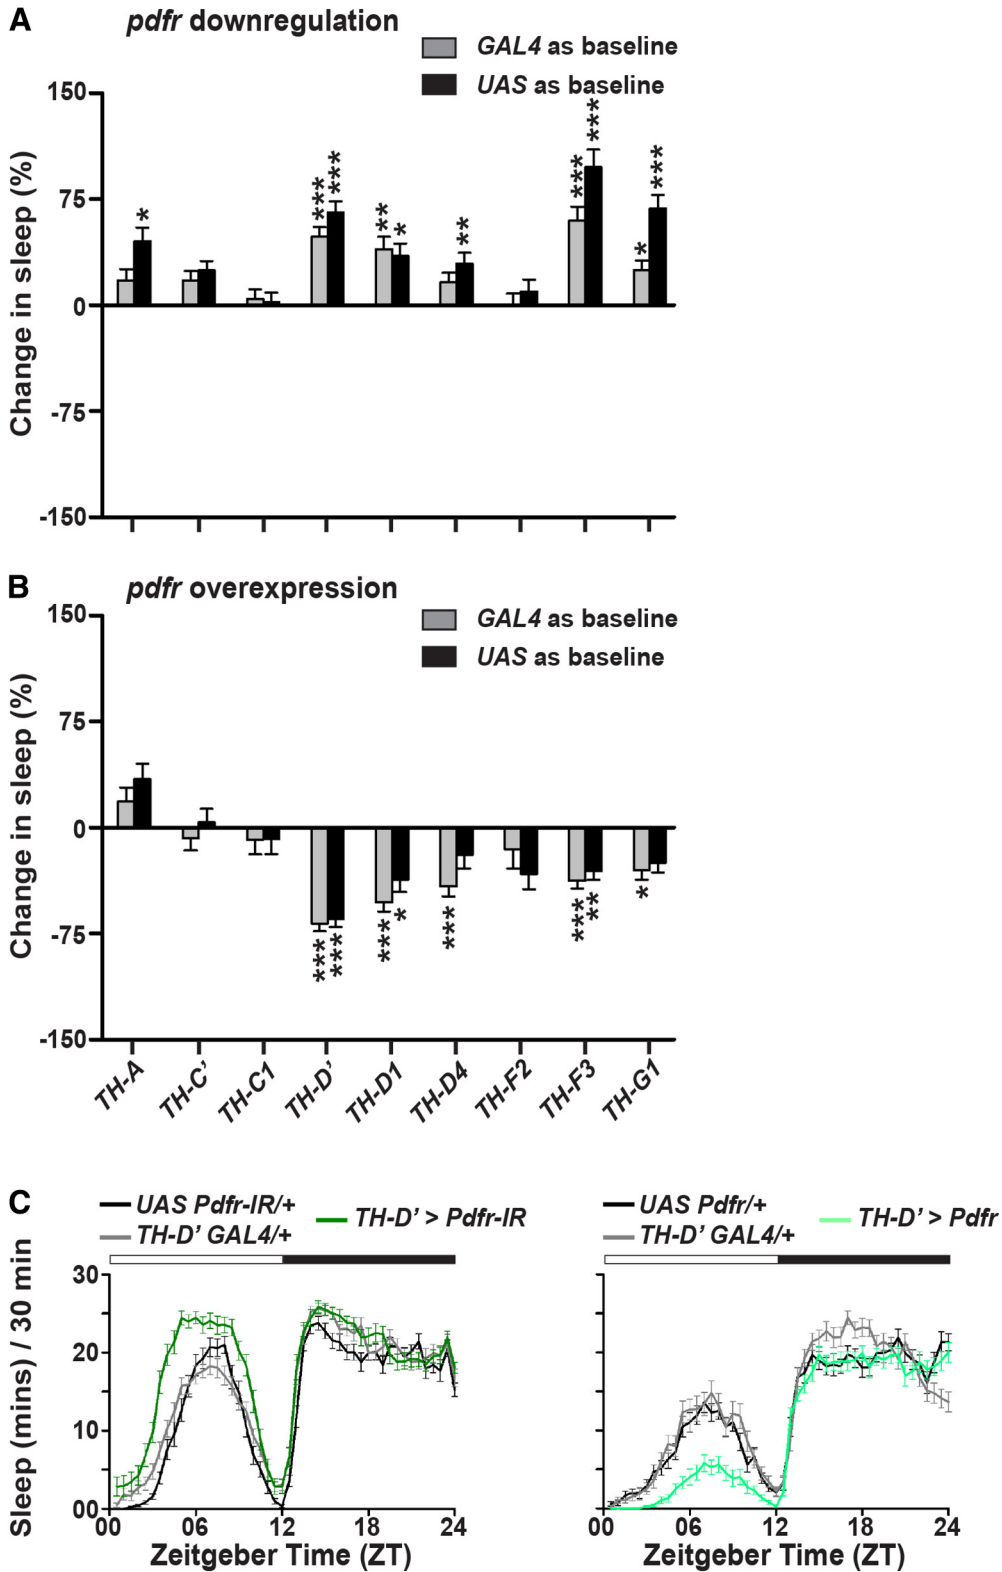 A
pdfr downregulation
GAL4 as baseline
UAS as baseline
Change in sleep (%)
150
75
0
-75
-150
* *** *** ** * ** *** *** * ***
B
pdfr overexpression
GAL4 as baseline
UAS as baseline
Change in sleep (%)
150
75
0
-75
-150
*** *** *** * *** *** ** *
TH-A TH-C’ TH-C1 TH-D’ TH-D1 TH-D4 TH-F2 TH-F3 TH-G1
C
UAS Pdfr-IR/+
TH-D’ GAL4/+
TH-D’ > Pdfr-IR
Sleep (mins) / 30 min
30
20
10
00
00 06 12 18 24
Zeitgeber Time (ZT)
UAS Pdfr/+
TH-D’ GAL4/+
TH-D’ > Pdfr
00 06 12 18 24
Zeitgeber Time (ZT)